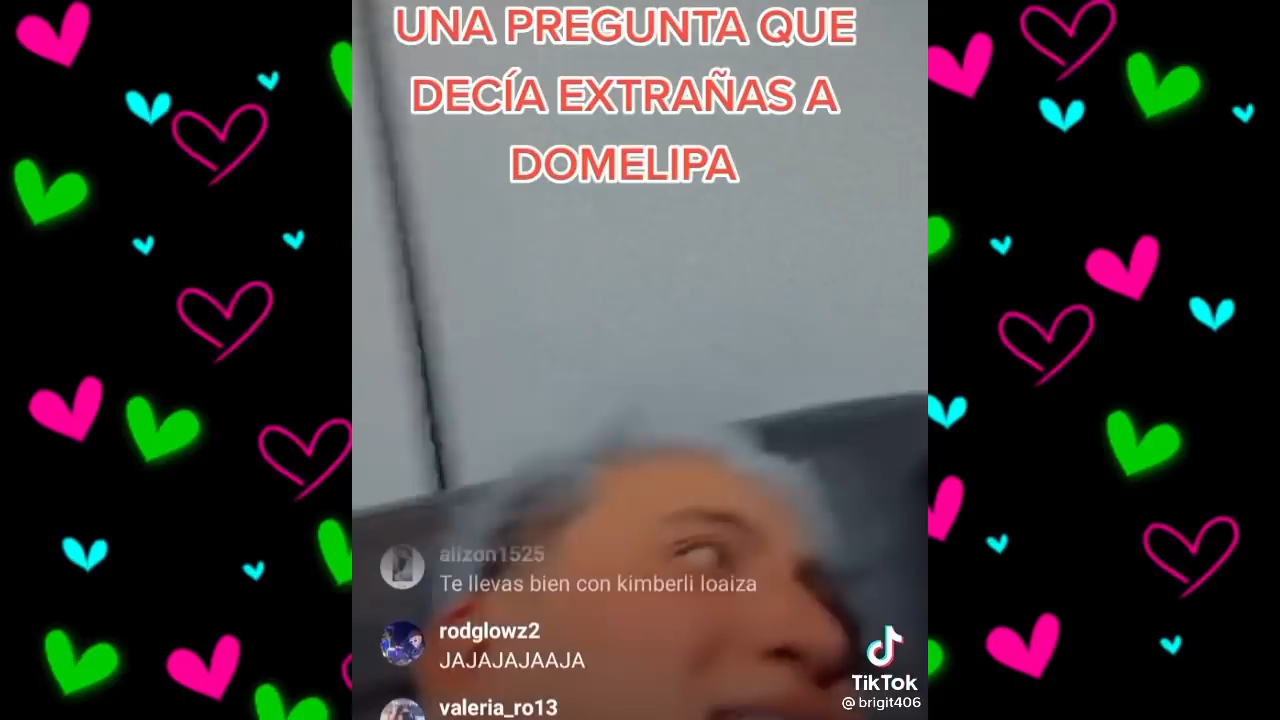 UNA PREGUNTA QUE
DECÍA EXTRAÑAS A
DOMELIPA
alizon1525
Te llevas bien con kimberli loaiza
rodglowz2
JAJAJAJAAJA
valeria_ro13
TikTok
@brigit406